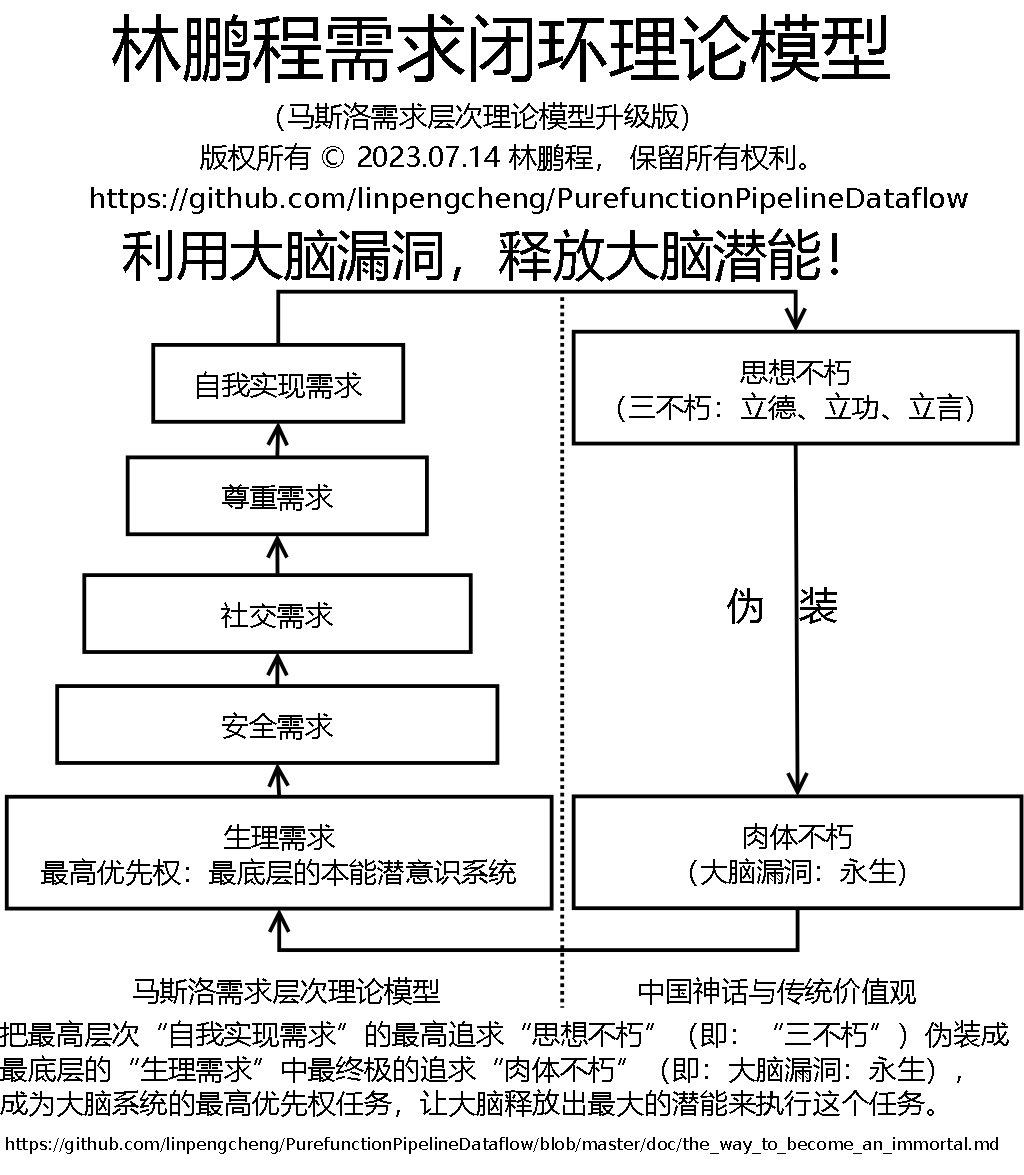 林鹏程需求闭环理论模型
（马斯洛需求层次理论模型升级版）
版权所有 © 2023.07.14 林鹏程， 保留所有权利。
https://github.com/linpengcheng/PurefunctionPipelineDataflow
利用大脑漏洞，释放大脑潜能！
自我实现需求
尊重需求
社交需求
安全需求
生理需求
最高优先权：最底层的本能潜意识系统
思想不朽
（三不朽：立德、立功、立言）
伪 装
肉体不朽
（大脑漏洞：永生）
马斯洛需求层次理论模型
中国神话与传统价值观
把最高层次“自我实现需求”的最高追求“思想不朽”（即：“三不朽”）伪装成
最底层的“生理需求”中最终极的追求“肉体不朽”（即：大脑漏洞：永生），
成为大脑系统的最高优先权任务，让大脑释放出最大的潜能来执行这个任务。
https://github.com/linpengcheng/PurefunctionPipelineDataflow/blob/master/doc/the_way_to_become_an_immortal.md